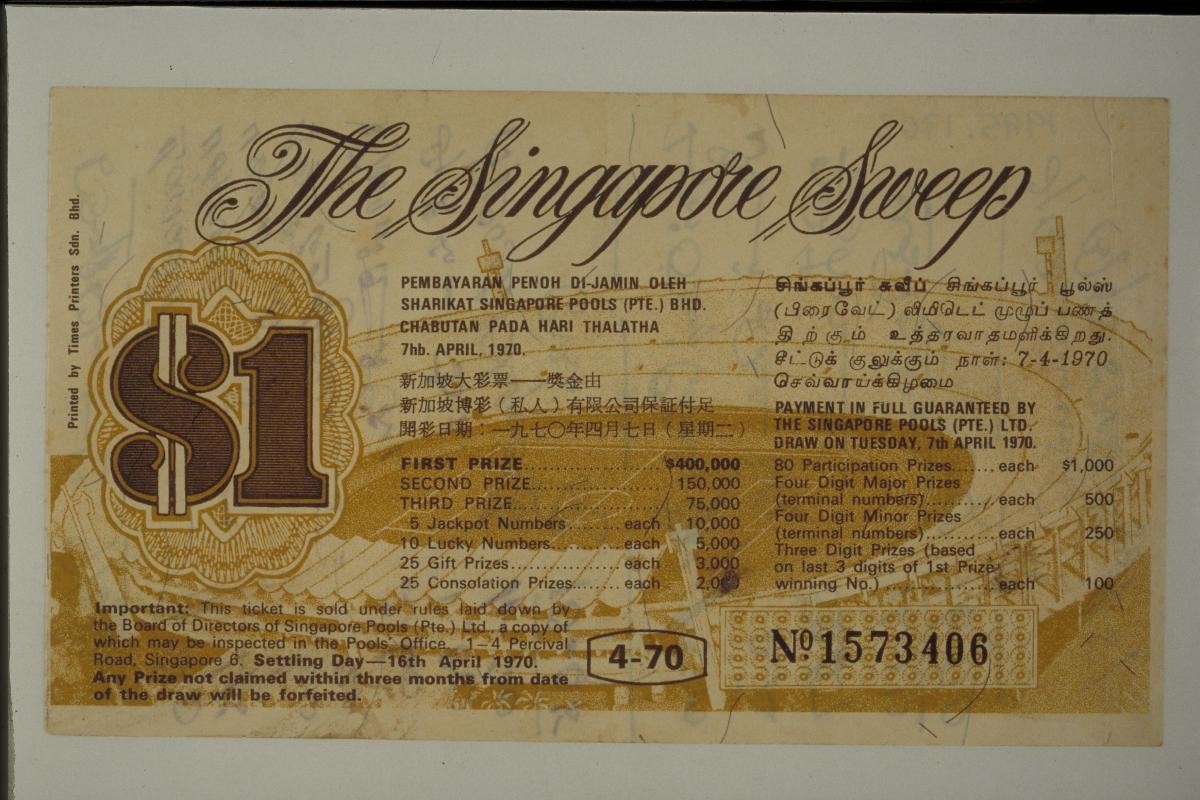 The Singapore Sweep
Printed by Times Printers Sdn. Bhd.
$1
PEMBAYARAN PENOH DI-JAMIN OLEH
SHARIKAT SINGAPORE POOLS (PTE.) BHD.
CHABUTAN PADA HARI THALATHA
7hb. APRIL, 1970.
新加坡大彩票——獎金由
新加坡博彩（私人）有限公司保証付足
開彩日期：一九七〇年四月七日（星期二）
சிங்கப்பூர் சுவீப் சிங்கப்பூர் பூல்ஸ்
(பிரைவேட்) லிமிடெட் முழுப் பணத்
திற்கும் உத்தரவாதமளிக்கிறது.
சீட்டுக் குலுக்கும் நாள்: 7-4-1970
செவ்வாய்க்கிழமை
PAYMENT IN FULL GUARANTEED BY
THE SINGAPORE POOLS (PTE.) LTD.
DRAW ON TUESDAY, 7th APRIL 1970.
FIRST PRIZE.................... $400,000
SECOND PRIZE.................... 150,000
THIRD PRIZE.................... 75,000
5 Jackpot Numbers........each 10,000
10 Lucky Numbers..........each 5,000
25 Gift Prizes.................each 3,000
25 Consolation Prizes....each
80 Participation Prizes.......each $1,000
Four Digit Major Prizes
(terminal numbers)............each 500
Four Digit Minor Prizes
(terminal numbers)............each 250
Three Digit Prizes (based
on last 3 digits of 1st Prize
winning No.)..................each 100
Important: This ticket is sold under rules laid down by
the Board of Directors of Singapore Pools (Pte.) Ltd., a copy of
which may be inspected in the Pools' Office, 1–4 Percival
Road, Singapore 6. Settling Day—16th April 1970.
Any Prize not claimed within three months from date
of the draw will be forfeited.
4-70
Nº 1573406